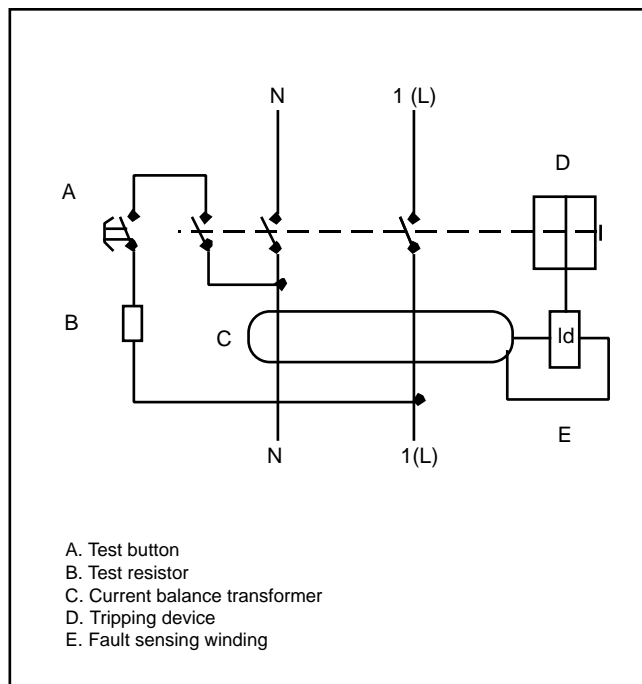 N 1 (L)
D
A
B
C
Id
E
N 1(L)
A. Test button
B. Test resistor
C. Current balance transformer
D. Tripping device
E. Fault sensing winding